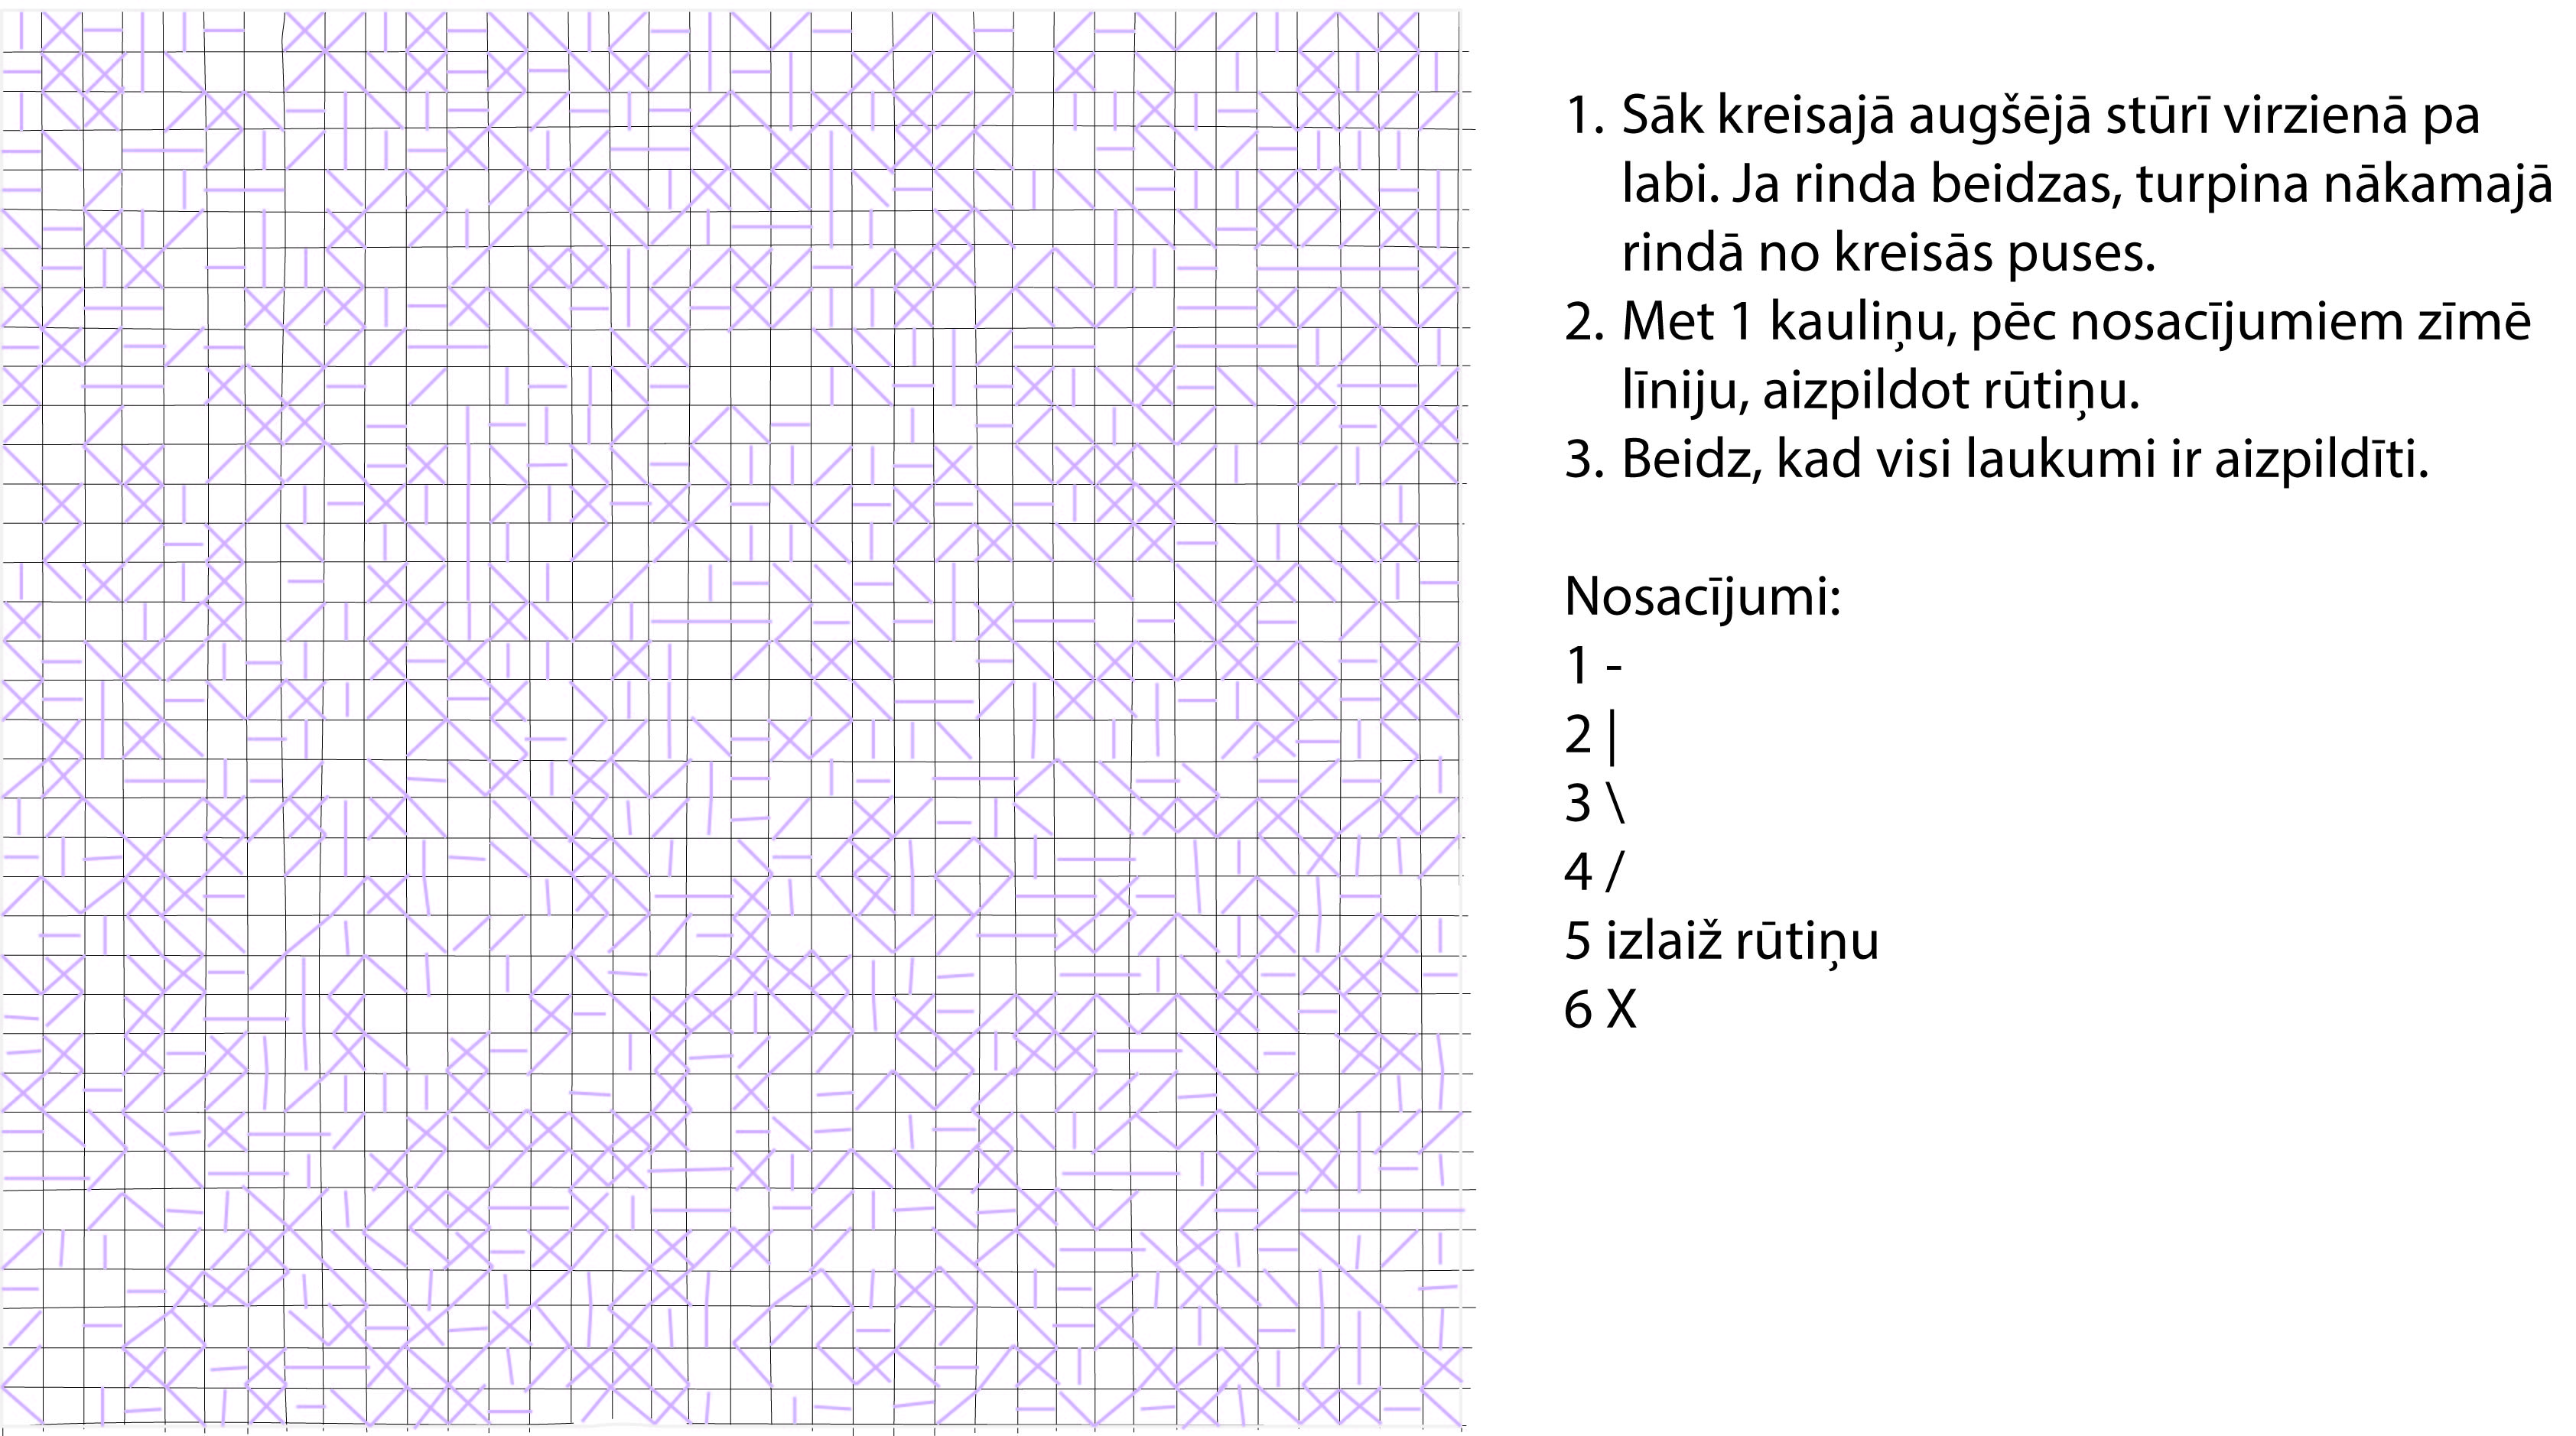 1. Sāk kreisajā augšējā stūrī virzienā pa
labi. Ja rinda beidzas, turpina nākamajā
rindā no kreisās puses.
2. Met 1 kauliņu, pēc nosacījumiem zīmē
līniju, aizpildot rūtiņu.
3. Beidz, kad visi laukumi ir aizpildīti.
Nosacījumi:
1 -
2 |
3 \
4 /
5 izlaiž rūtiņu
6 X